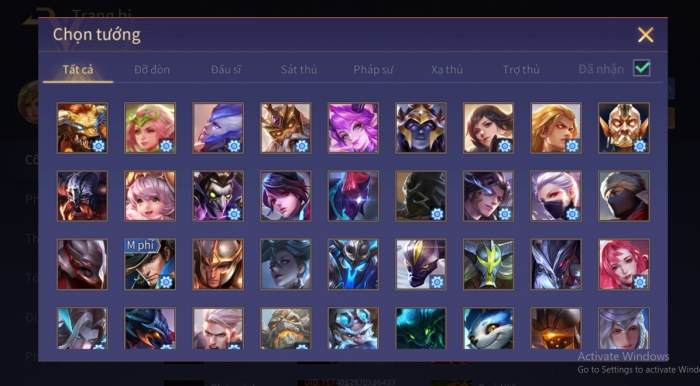 Trang bị
Chọn tướng
Tất cả Đỡ đòn Đấu sĩ Sát thủ Pháp sư Xạ thủ Trợ thủ Đã nhận
M phí
Activate Windows
Go to Settings to activate Wind